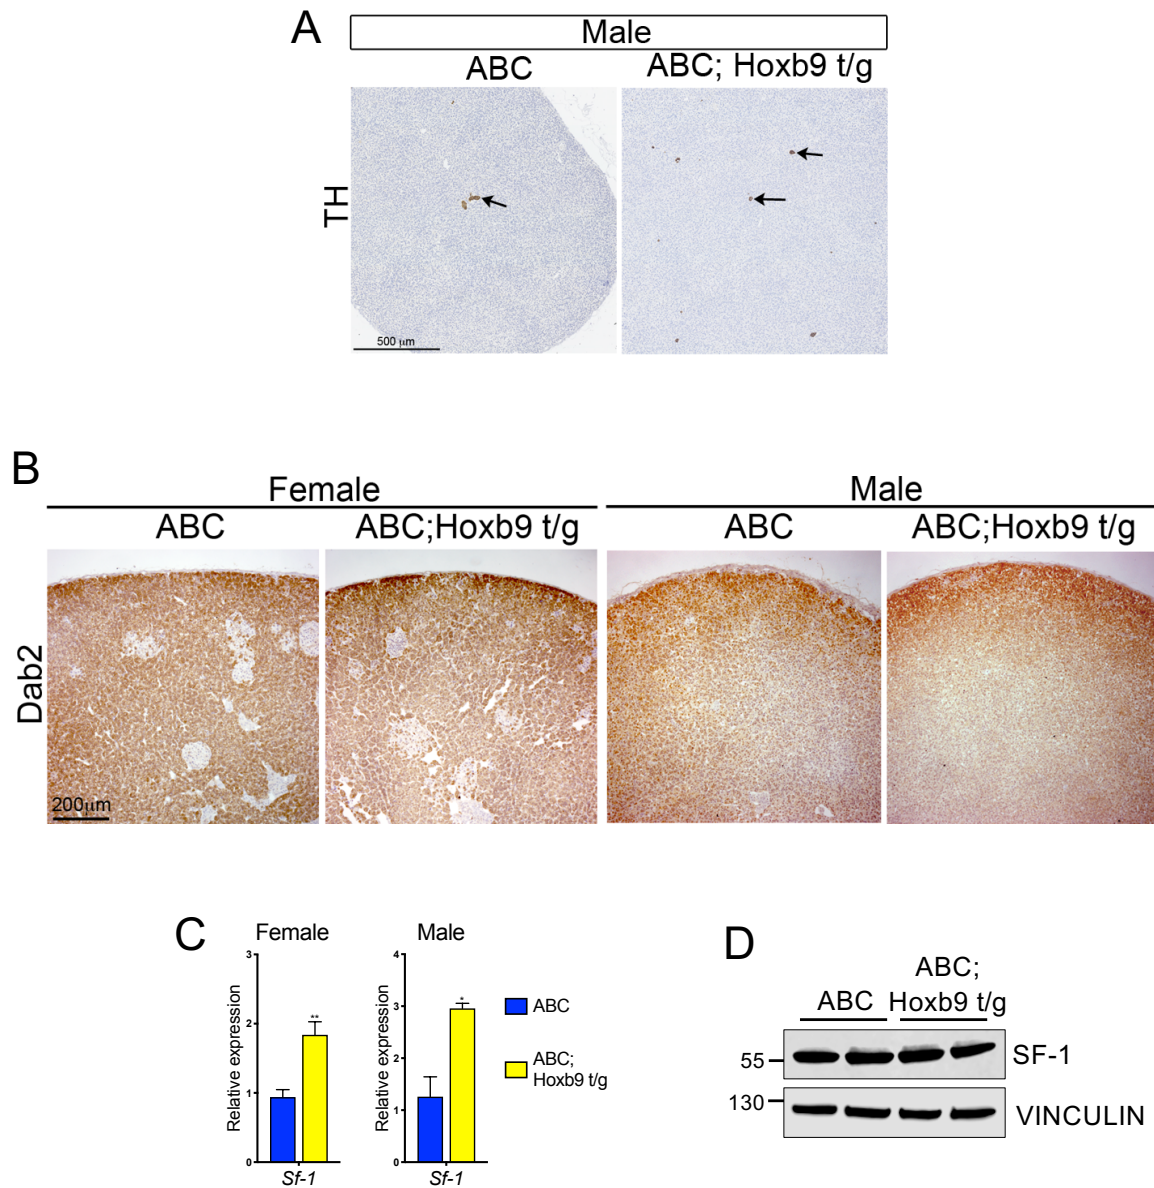 A
Male
ABC
ABC; Hoxb9 t/g
TH
500 μm
B
Female
Male
ABC
ABC;Hoxb9 t/g
ABC
ABC;Hoxb9 t/g
Dab2
200μm
C
Female
Male
Relative expression
3
2
1
0
**
Sf-1
Relative expression
4
3
2
1
0
*
Sf-1
ABC
ABC;
Hoxb9 t/g
D
ABC
ABC;
Hoxb9 t/g
55
SF-1
130
VINCULIN